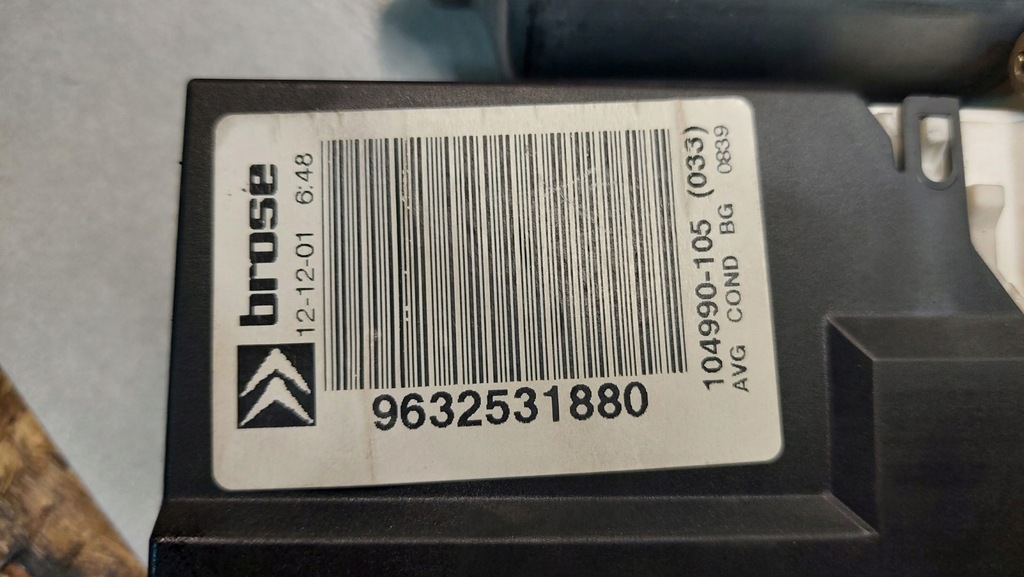 brose
12-12-01 6:48
9632531880
104990-105 (033)
AVG COND BG 0839